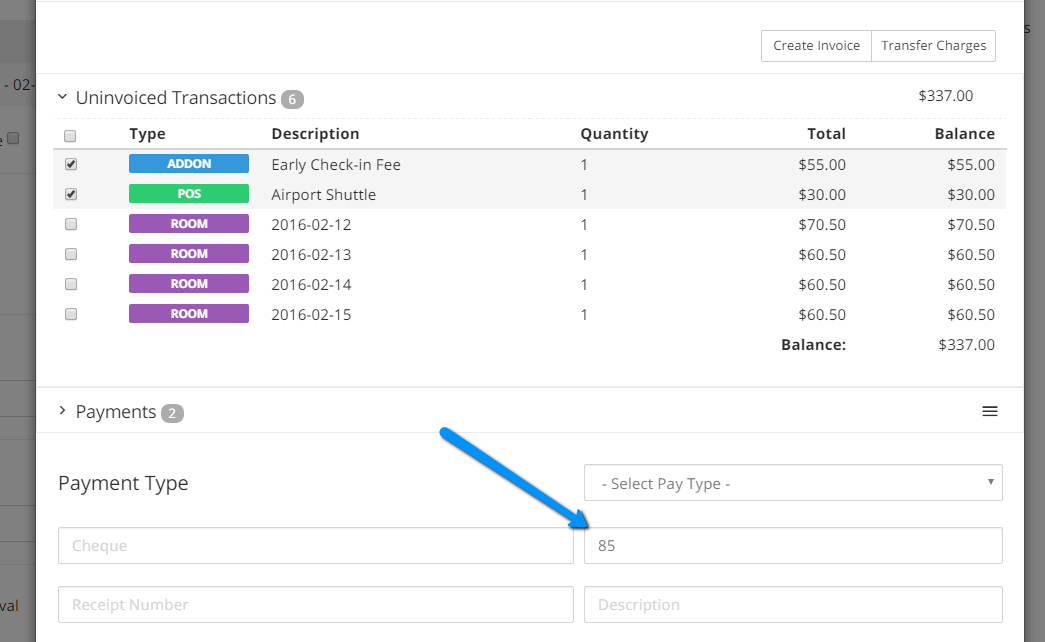 s
Create Invoice Transfer Charges
- 02-
Uninvoiced Transactions 6 $337.00
e
Type Description Quantity Total Balance
ADDON Early Check-in Fee 1 $55.00 $55.00
POS Airport Shuttle 1 $30.00 $30.00
ROOM 2016-02-12 1 $70.50 $70.50
ROOM 2016-02-13 1 $60.50 $60.50
ROOM 2016-02-14 1 $60.50 $60.50
ROOM 2016-02-15 1 $60.50 $60.50
Balance: $337.00
Payments 2
Payment Type - Select Pay Type -
Cheque 85
val Receipt Number Description